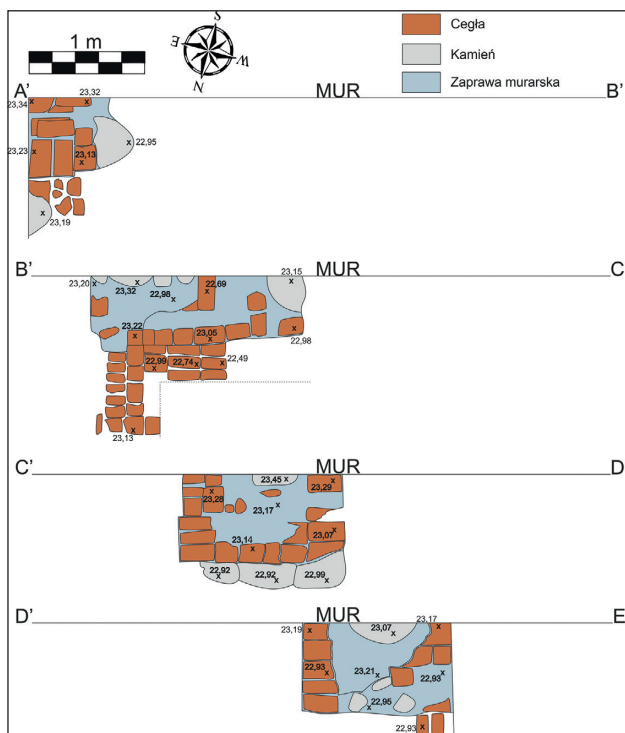 1 m
S
E
W
N
Cegła
Kamień
Zaprawa murarska
A' MUR B'
23,34
23,32
22,95
23,23
23,13
23,19
B' MUR C
23,20
23,32
22,98
22,69
23,15
23,22
23,05
22,98
22,99
22,74
22,49
23,13
C' MUR D
23,45
23,29
23,28
23,17
23,07
23,14
22,92
22,92
22,99
D' MUR E
23,19
23,07
23,17
22,93
23,21
22,93
22,95
22,93